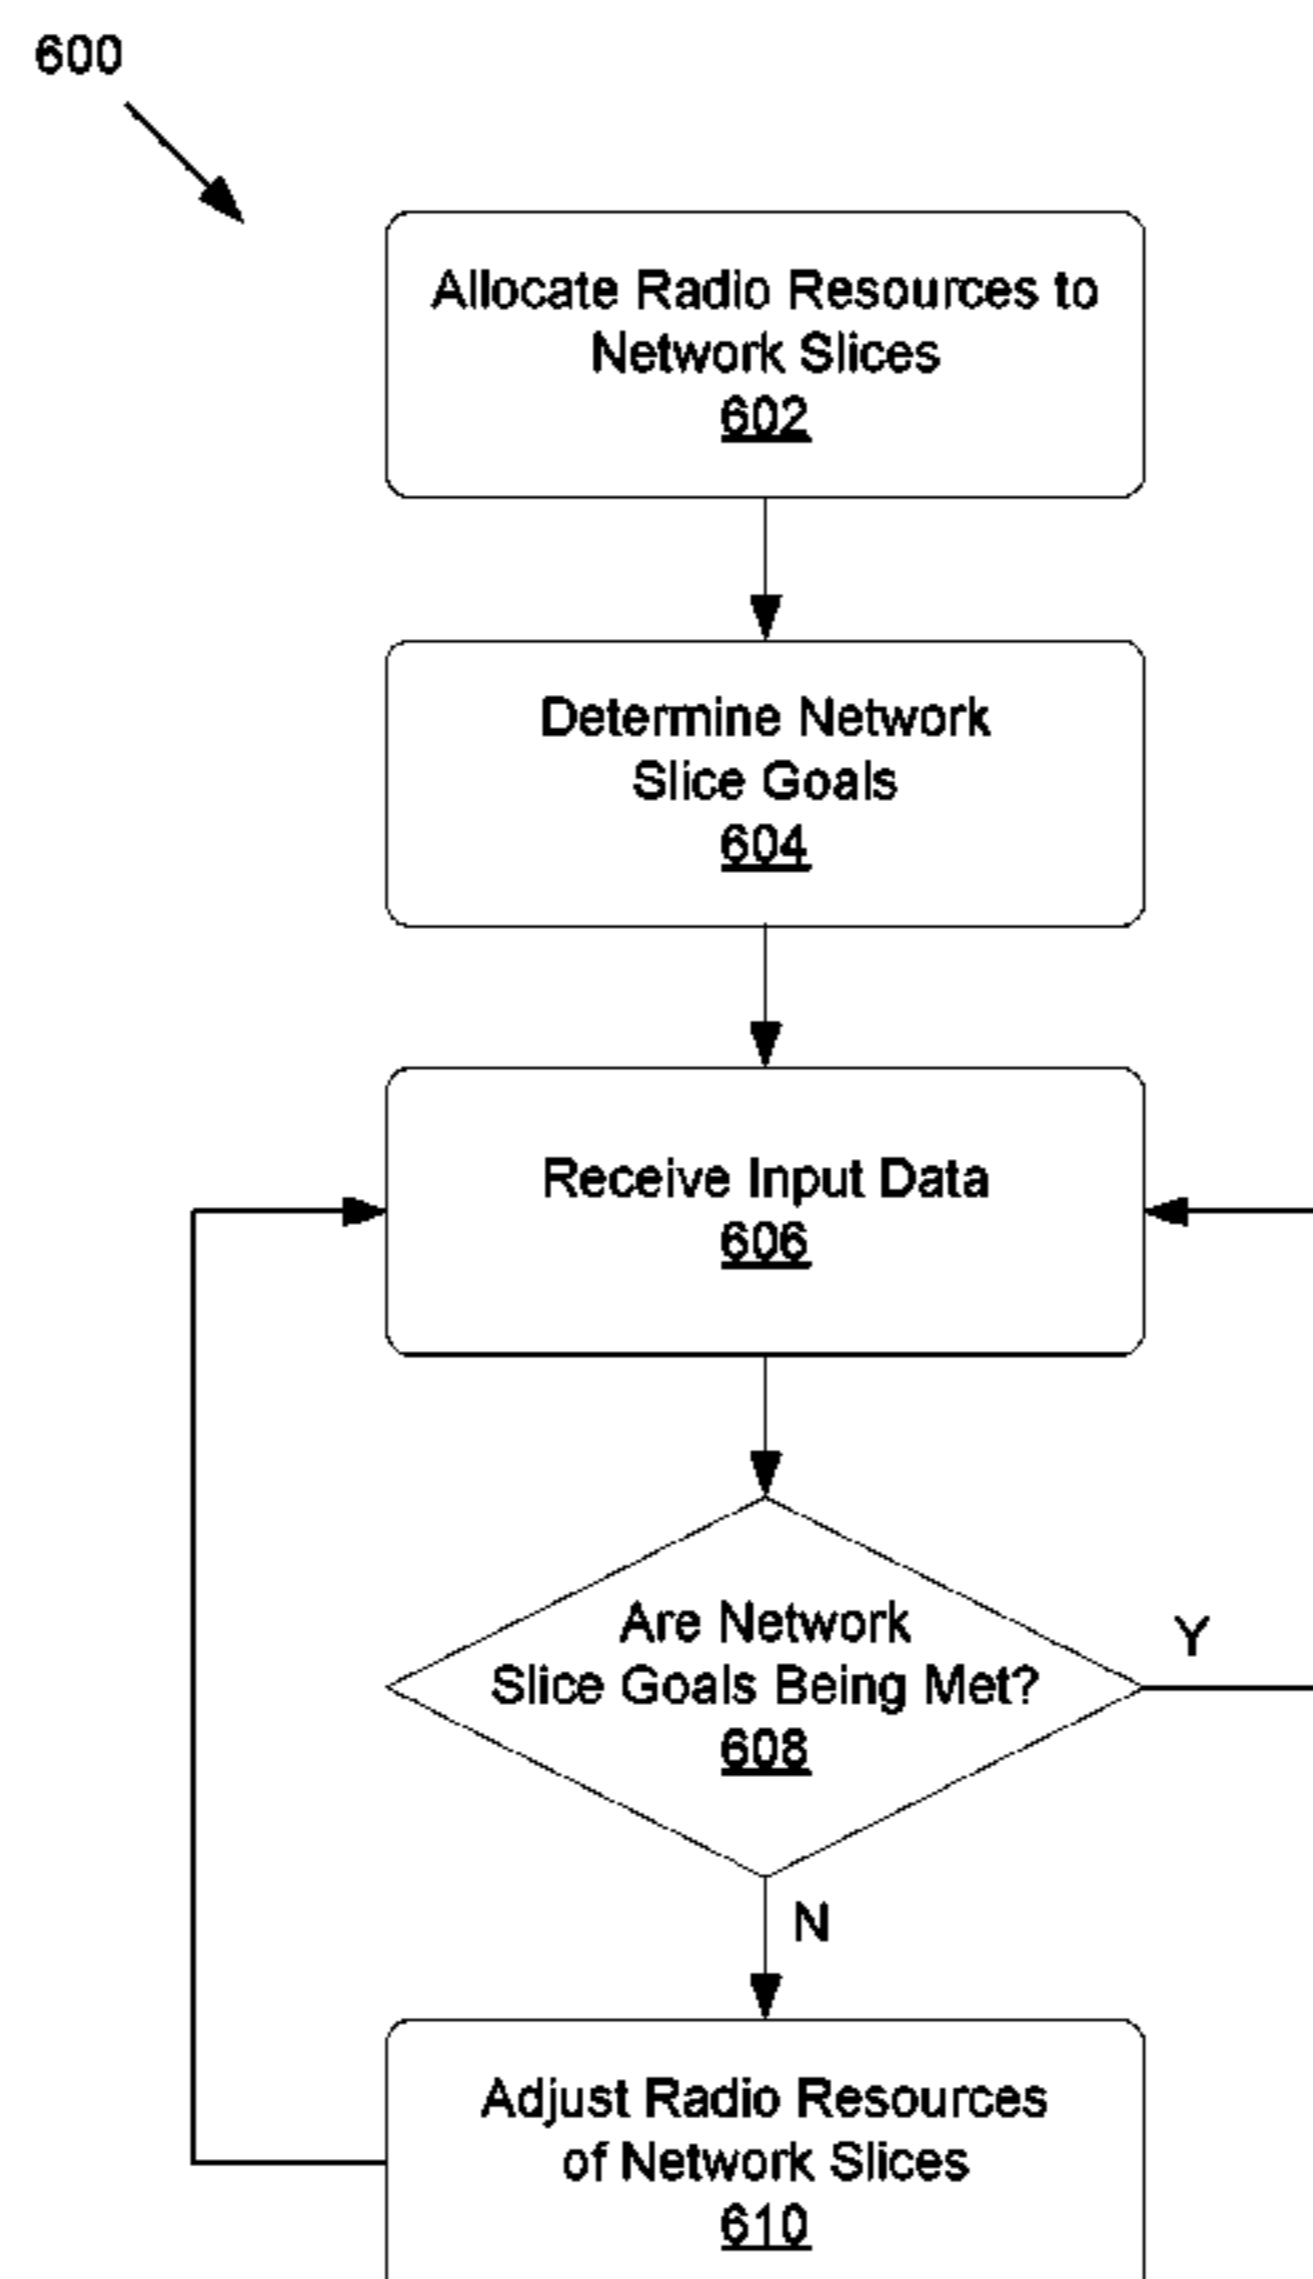 600
Allocate Radio Resources to
Network Slices
602
Determine Network
Slice Goals
604
Receive Input Data
606
Are Network
Slice Goals Being Met?
608
Y
N
Adjust Radio Resources
of Network Slices
610